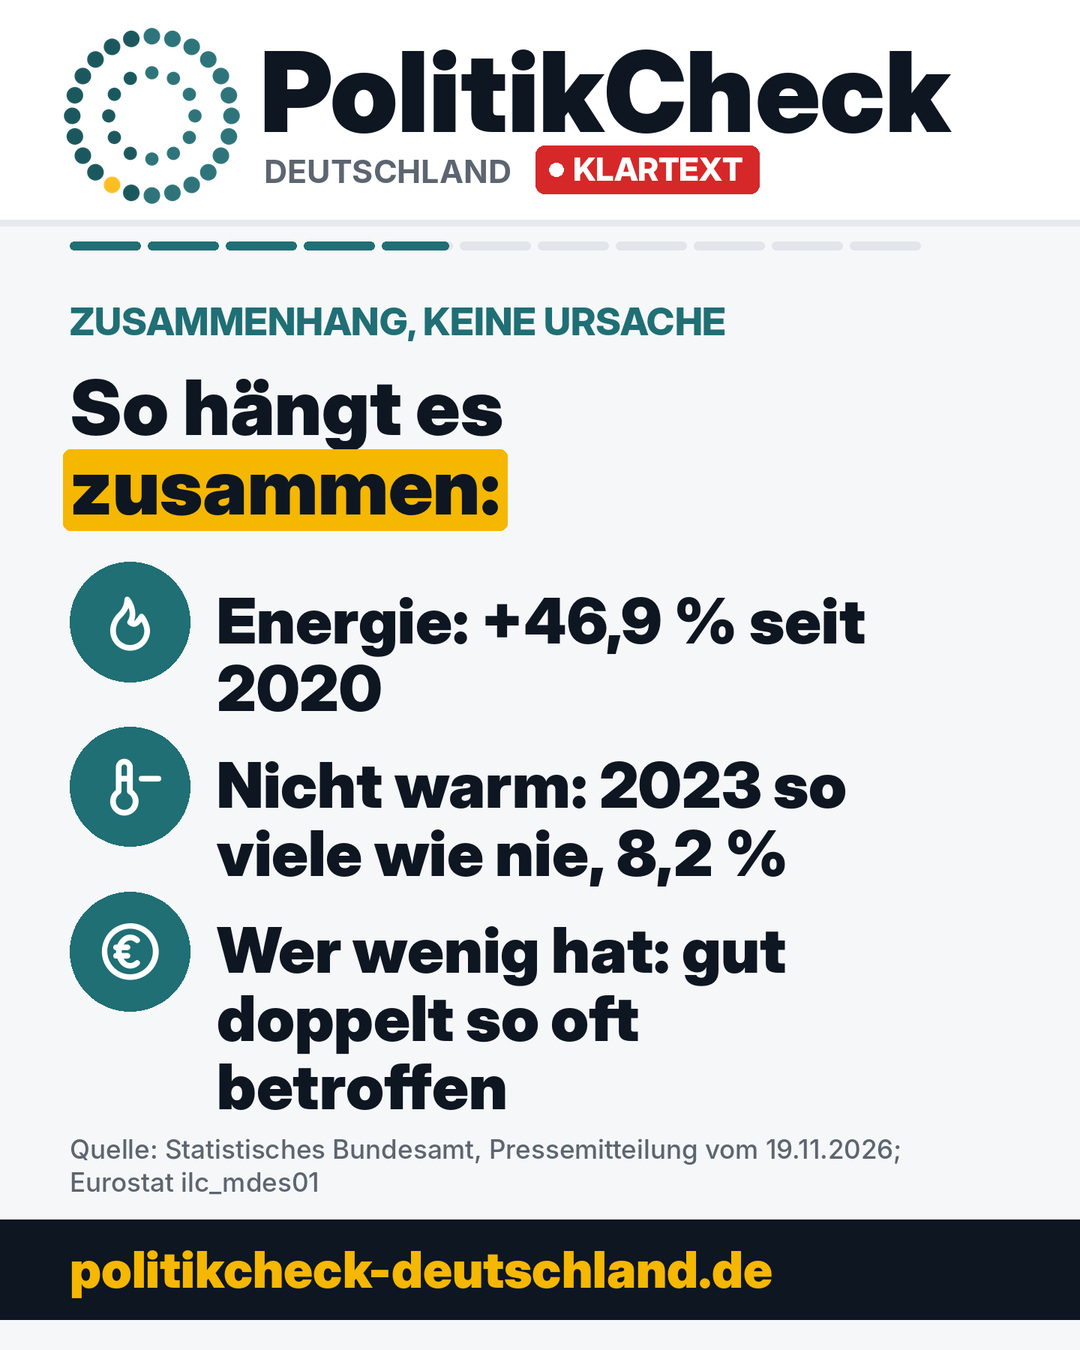 PolitikCheck
DEUTSCHLAND
KLARTEXT
ZUSAMMENHANG, KEINE URSACHE
So hängt es
zusammen:
Energie: +46,9 % seit
2020
Nicht warm: 2023 so
viele wie nie, 8,2 %
€
Wer wenig hat: gut
doppelt so oft
betroffen
Quelle: Statistisches Bundesamt, Pressemitteilung vom 19.11.2026;
Eurostat ilc_mdes01
politikcheck-deutschland.de